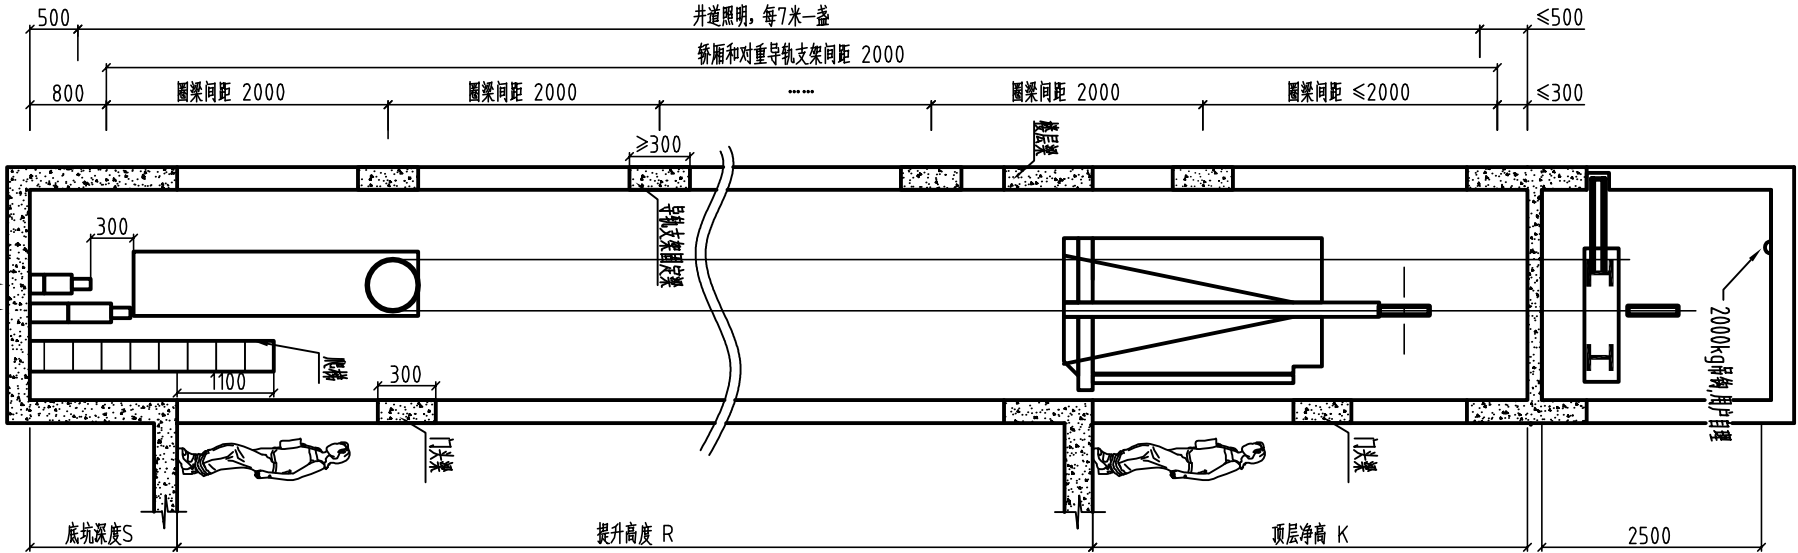 500
井道照明，每7米一盏
≤500
轿厢和对重导轨支架间距 2000
800
圈梁间距 2000
圈梁间距 2000
......
圈梁间距 2000
圈梁间距 ≤2000
≤300
≥300
楼层梁
导轨支架固定梁
300
爬梯
1100
300
门头梁
门头梁
2000kg吊钩,用户自理
底坑深度S
提升高度 R
顶层净高 K
2500